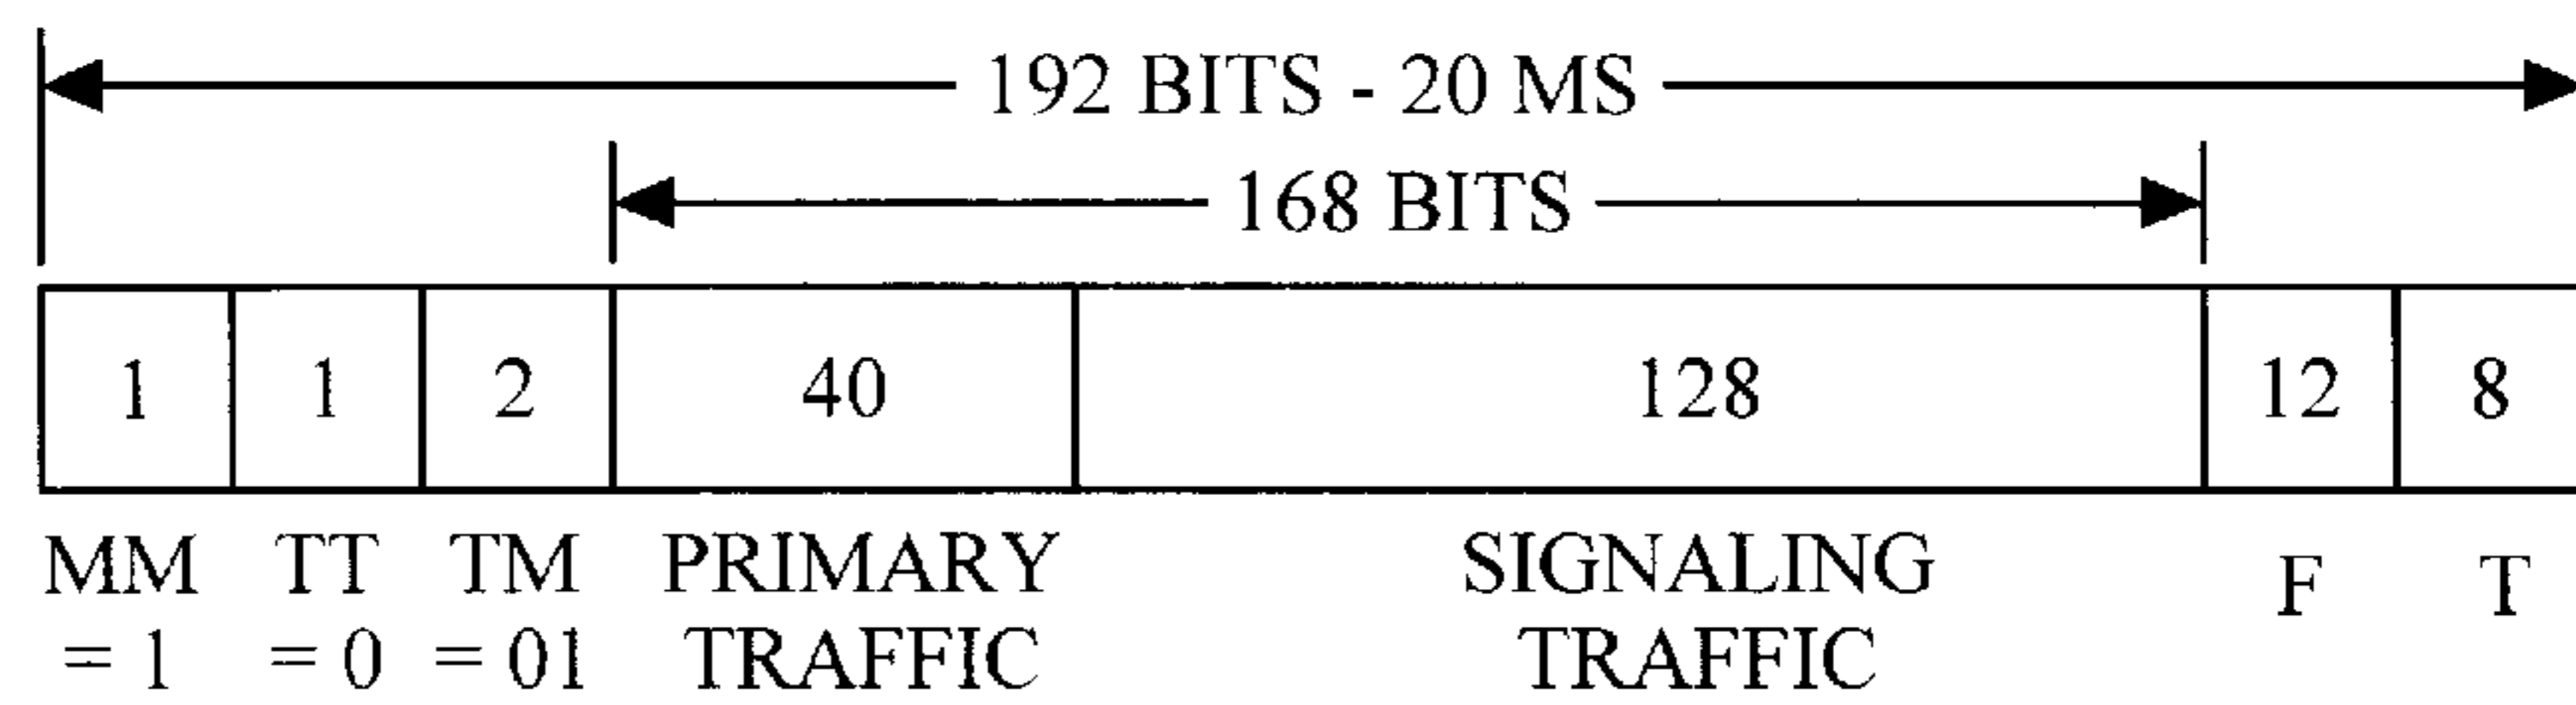 192 BITS - 20 MS
168 BITS
1 1 2 40 128 12 8
MM TT TM PRIMARY SIGNALING F T
= 1 = 0 = 01 TRAFFIC TRAFFIC